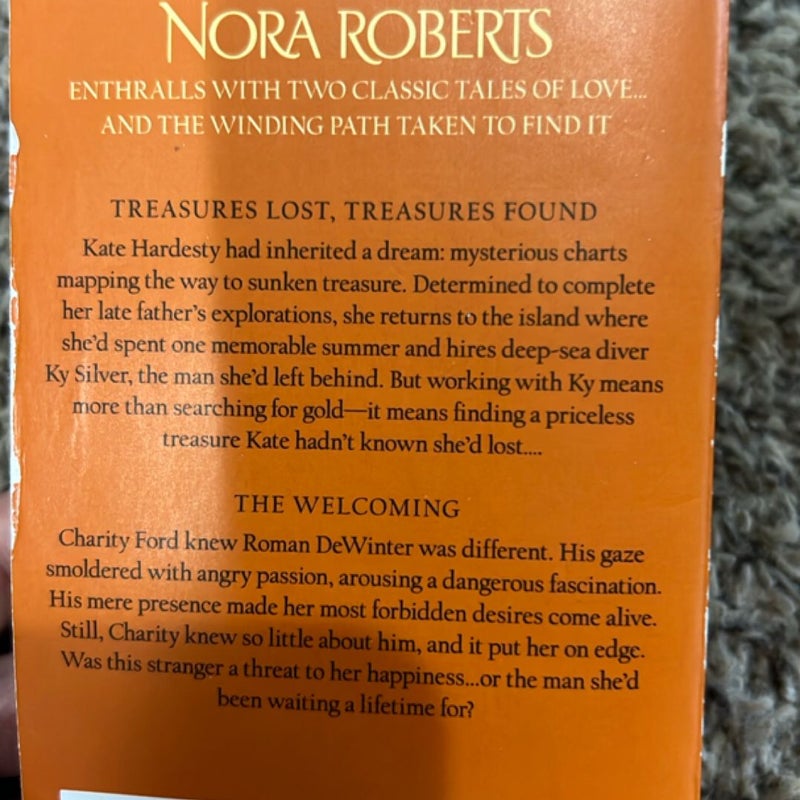 NORA ROBERTS
ENTHRALLS WITH TWO CLASSIC TALES OF LOVE...
AND THE WINDING PATH TAKEN TO FIND IT
TREASURES LOST, TREASURES FOUND
Kate Hardesty had inherited a dream: mysterious charts
mapping the way to sunken treasure. Determined to complete
her late father's explorations, she returns to the island where
she'd spent one memorable summer and hires deep-sea diver
Ky Silver, the man she'd left behind. But working with Ky means
more than searching for gold—it means finding a priceless
treasure Kate hadn't known she'd lost....
THE WELCOMING
Charity Ford knew Roman DeWinter was different. His gaze
smoldered with angry passion, arousing a dangerous fascination.
His mere presence made her most forbidden desires come alive.
Still, Charity knew so little about him, and it put her on edge.
Was this stranger a threat to her happiness...or the man she'd
been waiting a lifetime for?